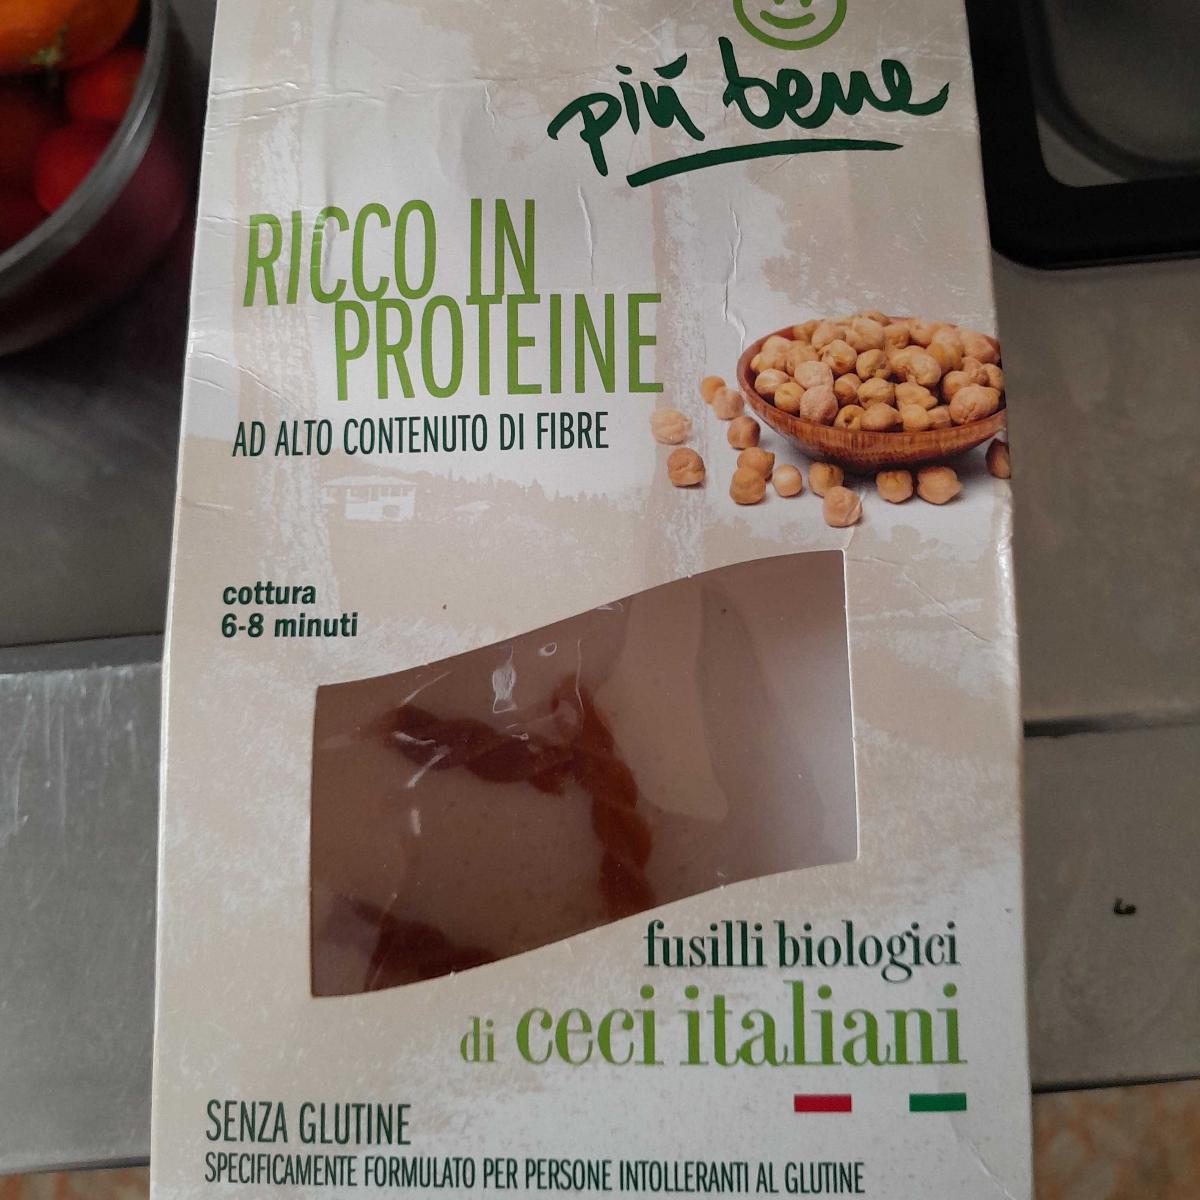 più bene
RICCO IN
PROTEINE
AD ALTO CONTENUTO DI FIBRE
cottura
6-8 minuti
fusilli biologici
di ceci italiani
SENZA GLUTINE
SPECIFICAMENTE FORMULATO PER PERSONE INTOLLERANTI AL GLUTINE